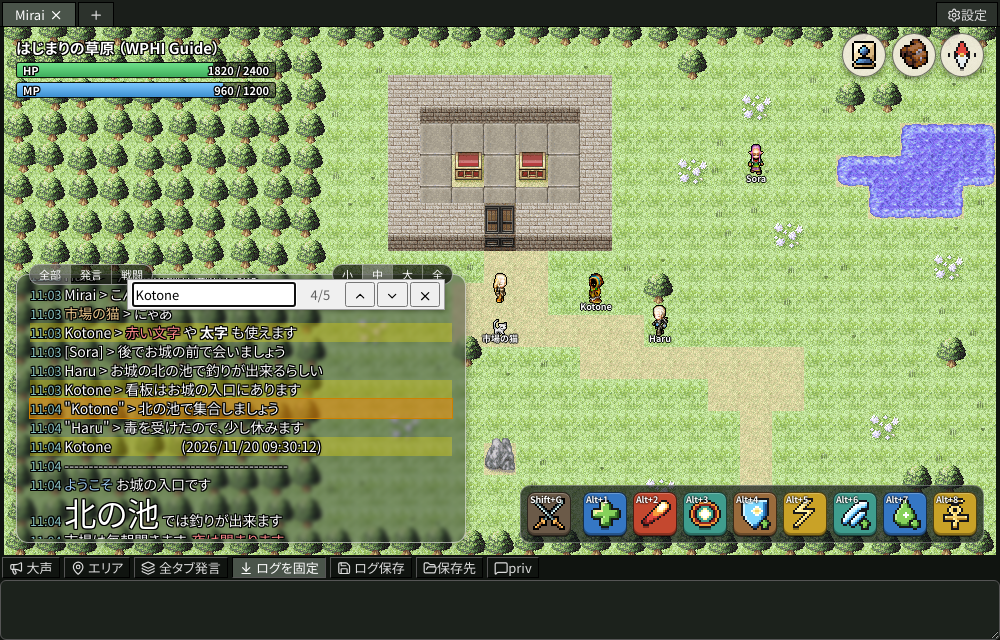 Mirai
設定
はじまりの草原 (WPHI Guide)
HP 1820 / 2400
MP 960 / 1200
Sora
Kotone
Haru
市場の猫
全部 発言 戦闘 小 中 大 全
Kotone 4/5
11:03 Mirai > こん
11:03 市場の猫 > にゃあ
11:03 Kotone > 赤い文字 や 太字 も使えます
11:03 [Sora] > 後でお城の前で会いましょう
11:03 Haru > お城の北の池で釣りが出来るらしい
11:03 Kotone > 看板はお城の入口にあります
11:04 "Kotone" > 北の池で集合しましょう
11:04 "Haru" > 毒を受けたので、少し休みます
11:04 Kotone (2026/11/20 09:30:12)
11:04 ----------------------------------------------
11:04 ようこそ お城の入口です
11:04 北の池 では釣りが出来ます
Shift+G Alt+1 Alt+2 Alt+3 Alt+4 Alt+5 Alt+6 Alt+7 Alt+8
大声 エリア 全タブ発言 ログを固定 ログ保存 保存先 priv